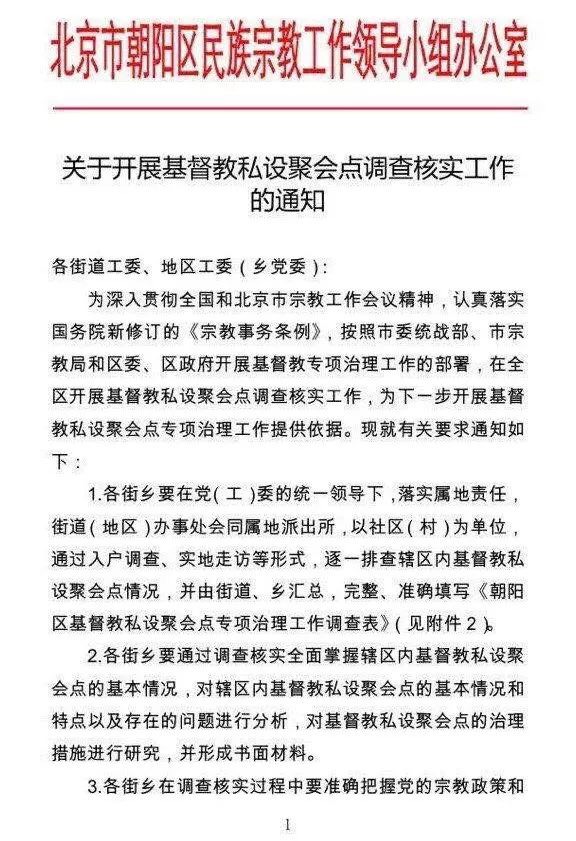 北京市朝阳区民族宗教工作领导小组办公室
关于开展基督教私设聚会点调查核实工作
的通知
各街道工委、地区工委（乡党委）：
为深入贯彻全国和北京市宗教工作会议精神，认真落实
国务院新修订的《宗教事务条例》，按照市委统战部、市宗
教局和区委、区政府开展基督教专项治理工作的部署，在全
区开展基督教私设聚会点调查核实工作，为下一步开展基督
教私设聚会点专项治理工作提供依据。现就有关要求通知如
下：
1.各街乡要在党（工）委的统一领导下，落实属地责任，
街道（地区）办事处会同属地派出所，以社区（村）为单位，
通过入户调查、实地走访等形式，逐一排查辖区内基督教私
设聚会点情况，并由街道、乡汇总，完整、准确填写《朝阳
区基督教私设聚会点专项治理工作调查表》（见附件2）。
2.各街乡要通过调查核实全面掌握辖区内基督教私设聚
会点的基本情况，对辖区内基督教私设聚会点的基本情况和
特点以及存在的问题进行分析，对基督教私设聚会点的治理
措施进行研究，并形成书面材料。
3.各街乡在调查核实过程中要准确把握党的宗教政策和
1